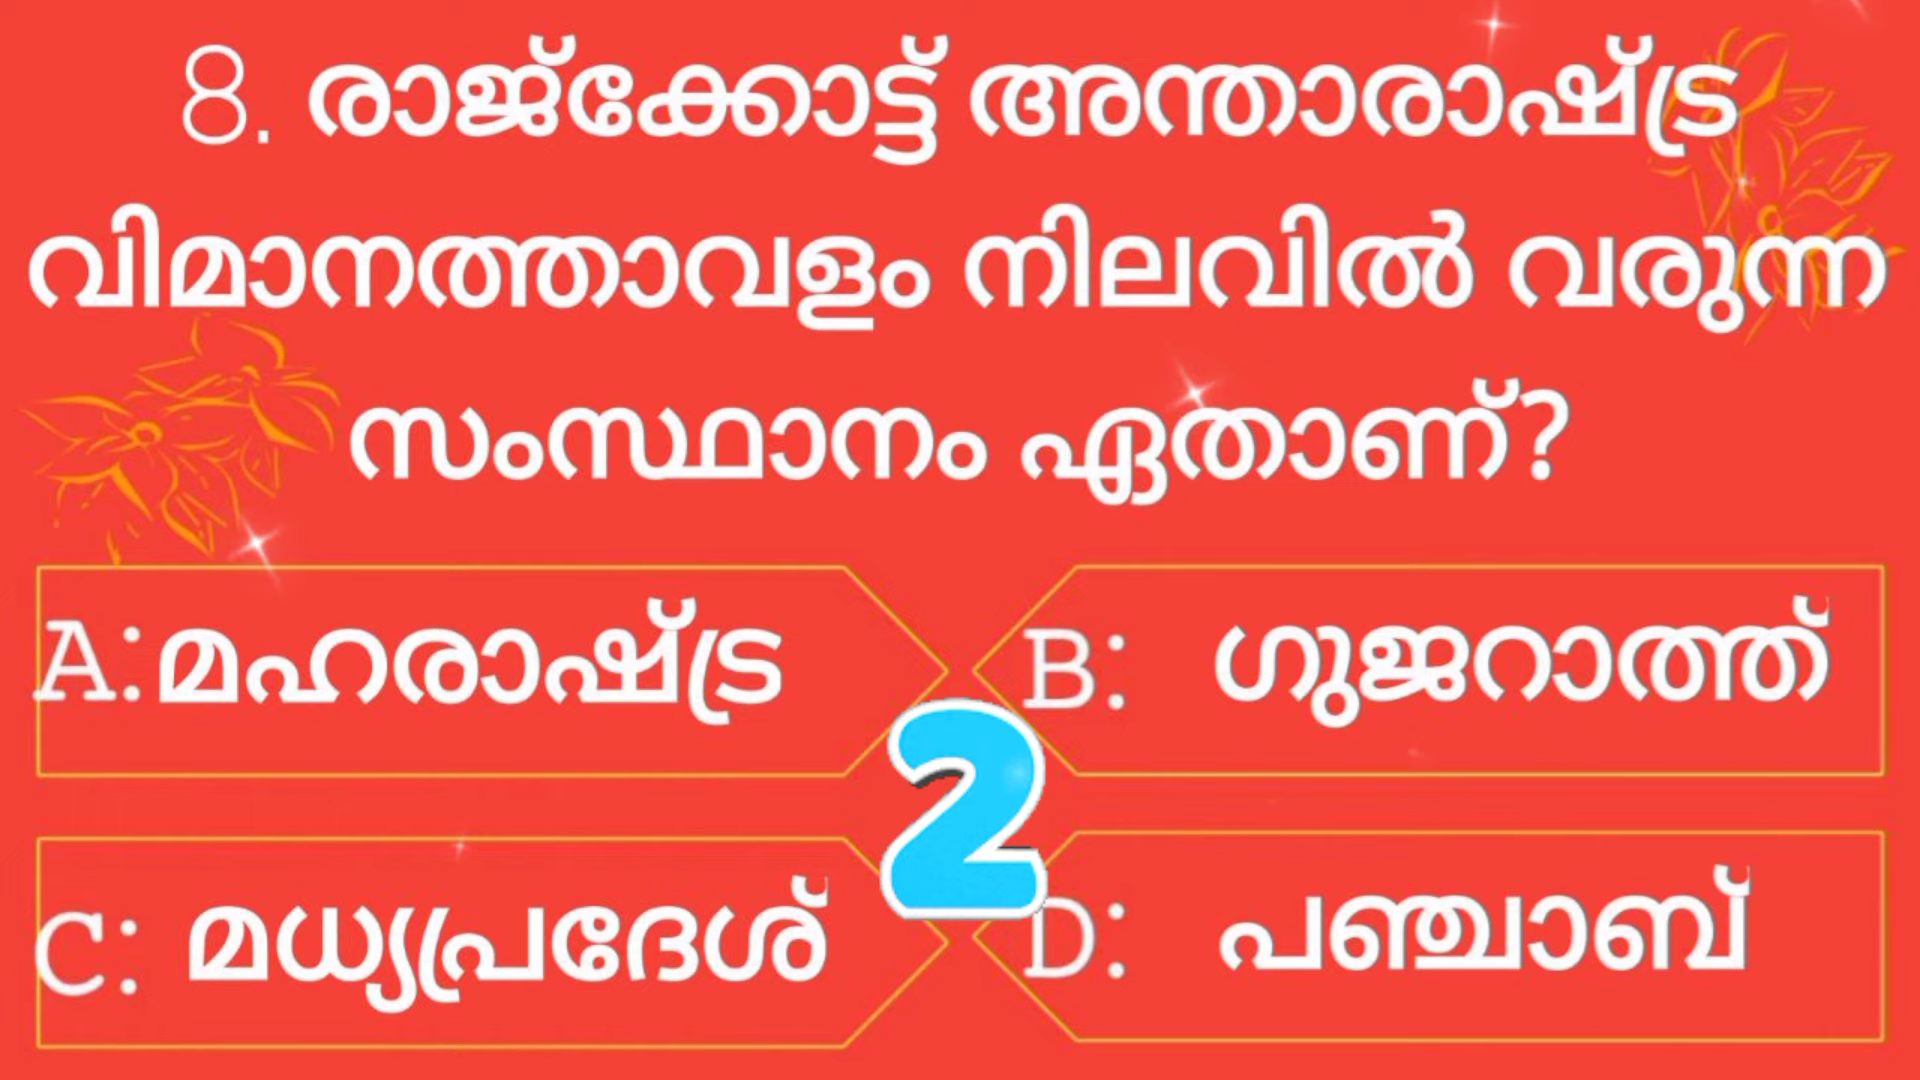 8. രാജ്ക്കോട്ട് അന്താരാഷ്ട്ര
വിമാനത്താവളം നിലവിൽ വരുന്ന
സംസ്ഥാനം ഏതാണ്?
A: മഹരാഷ്ട്ര
B: ഗുജറാത്ത്
2
C: മധ്യപ്രദേശ്
D: പഞ്ചാബ്